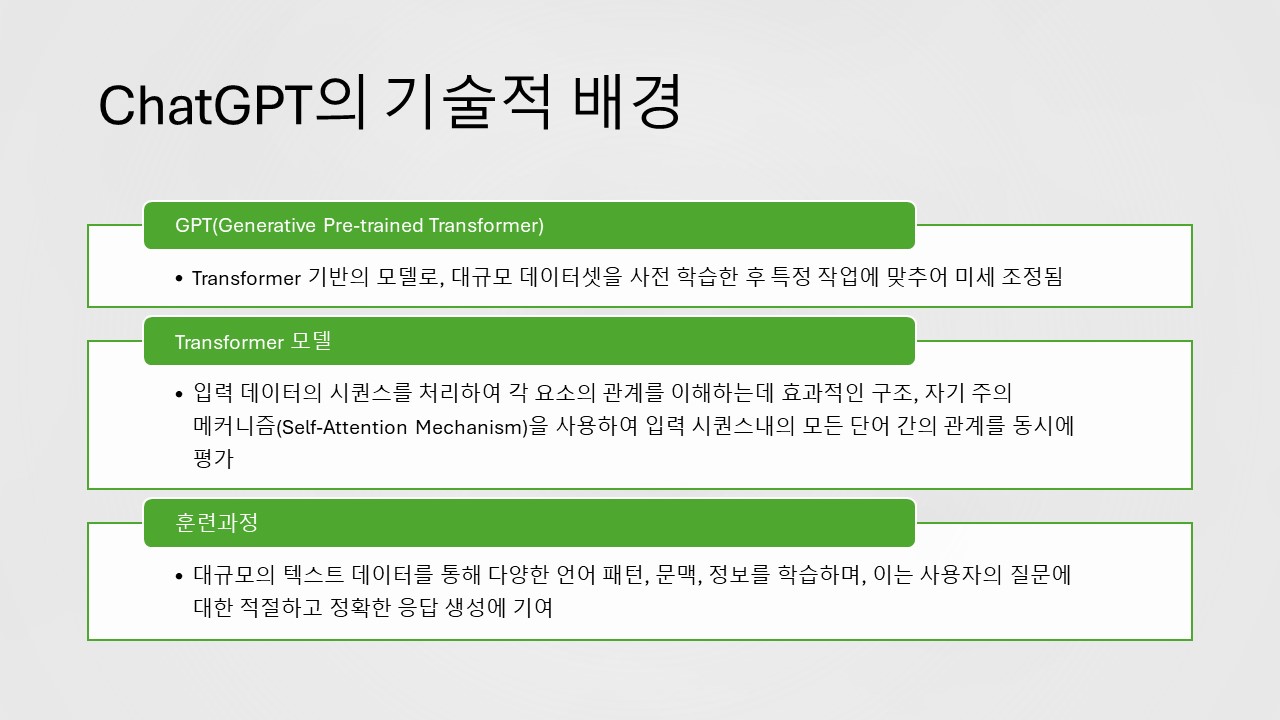 ChatGPT의 기술적 배경
GPT(Generative Pre-trained Transformer)
• Transformer 기반의 모델로, 대규모 데이터셋을 사전 학습한 후 특정 작업에 맞추어 미세 조정됨
Transformer 모델
• 입력 데이터의 시퀀스를 처리하여 각 요소의 관계를 이해하는데 효과적인 구조, 자기 주의
메커니즘(Self-Attention Mechanism)을 사용하여 입력 시퀀스내의 모든 단어 간의 관계를 동시에
평가
훈련과정
• 대규모의 텍스트 데이터를 통해 다양한 언어 패턴, 문맥, 정보를 학습하며, 이는 사용자의 질문에
대한 적절하고 정확한 응답 생성에 기여